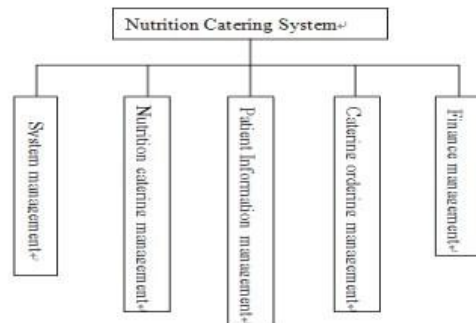 Nutrition Catering System↵
System management↵
Nutrition catering management↵
Patient Information management↵
Catering ordering management↵
Finance management↵